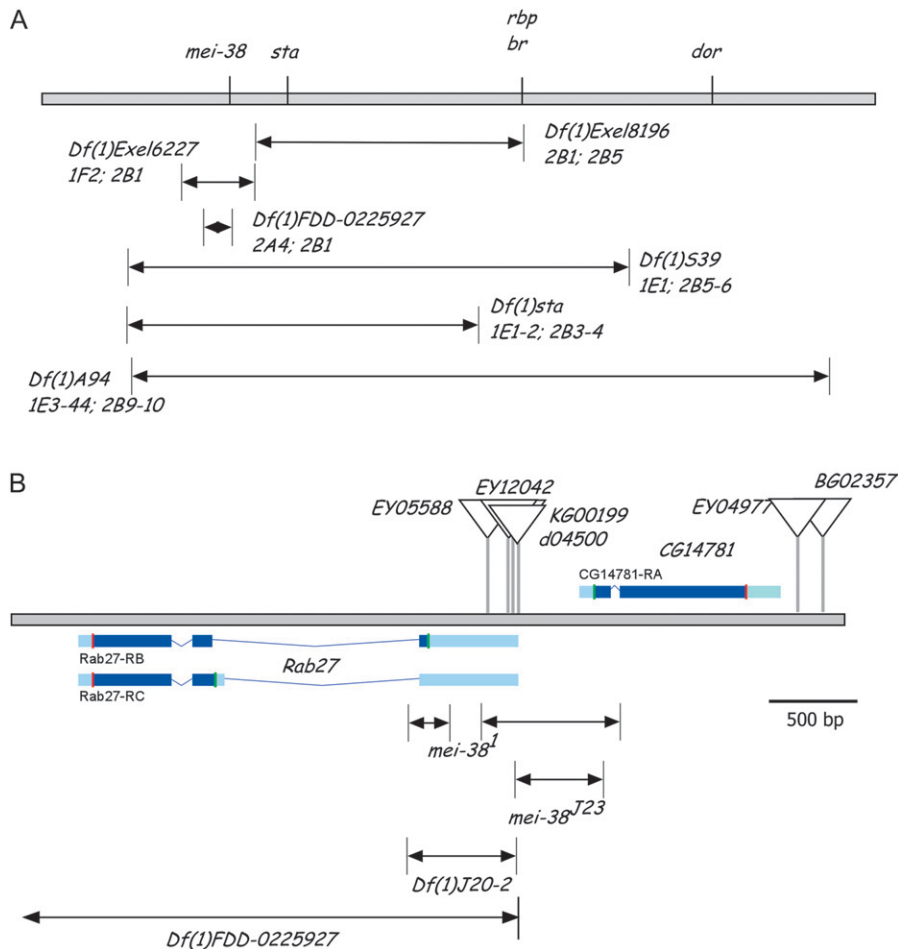 A
mei-38
sta
rbp
br
dor
Df(1)Exel6227
1F2; 2B1
Df(1)Exel8196
2B1; 2B5
Df(1)FDD-0225927
2A4; 2B1
Df(1)S39
1E1; 2B5-6
Df(1)sta
1E1-2; 2B3-4
Df(1)A94
1E3-44; 2B9-10
B
EY05588
EY12042
KG00199
d04500
EY04977
BG02357
CG14781
CG14781-RA
Rab27-RB
Rab27
Rab27-RC
500 bp
mei-38¹
mei-38ᴶ²³
Df(1)J20-2
Df(1)FDD-0225927